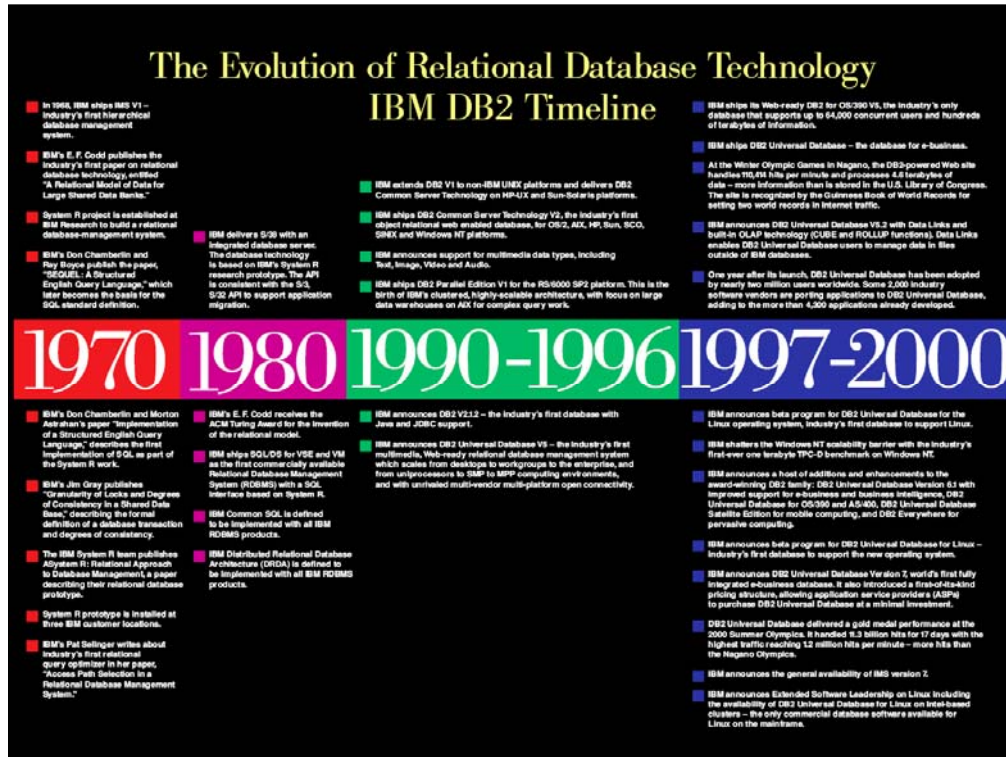 The Evolution of Relational Database Technology
IBM DB2 Timeline
In 1968, IBM ships IMS V1 –
industry's first hierarchical
database management
system.
IBM's E. F. Codd publishes the
industry's first paper on relational
database technology, entitled
"A Relational Model of Data for
Large Shared Data Banks."
System R project is established at
IBM Research to build a relational
database-management system.
IBM's Don Chamberlin and
Ray Boyce publish the paper,
"SEQUEL: A Structured
English Query Language," which
later becomes the basis for the
SQL standard definition.
IBM delivers S/38 with an
integrated database server.
The database technology
is based on IBM's System R
research prototype. The API
is consistent with the S/3,
S/32 API to support application
migration.
IBM extends DB2 V1 to non-IBM UNIX platforms and delivers DB2
Common Server Technology on HP-UX and Sun-Solaris platforms.
IBM ships DB2 Common Server Technology V2, the industry's first
object relational web enabled database, for OS/2, AIX, HP, Sun, SCO,
SINIX and Windows NT platforms.
IBM announces support for multimedia data types, including
Text, Image, Video and Audio.
IBM ships DB2 Parallel Edition V1 for the RS/6000 SP2 platform. This is the
birth of IBM's clustered, highly-scalable architecture, with focus on large
data warehouses on AIX for complex query work.
IBM ships its Web-ready DB2 for OS/390 V5, the industry's only
database that supports up to 64,000 concurrent users and hundreds
of terabytes of information.
IBM ships DB2 Universal Database – the database for e-business.
At the Winter Olympic Games in Nagano, the DB2-powered Web site
handles 110,414 hits per minute and processes 4.6 terabytes of
data – more information than is stored in the U.S. Library of Congress.
The site is recognized by the Guinness Book of World Records for
setting two world records in Internet traffic.
IBM announces DB2 Universal Database V5.2 with Data Links and
built-in OLAP technology (CUBE and ROLLUP functions). Data Links
enables DB2 Universal Database users to manage data in files
outside of IBM databases.
One year after its launch, DB2 Universal Database has been adopted
by nearly two million users worldwide. Some 2,000 industry
software vendors are porting applications to DB2 Universal Database,
adding to the more than 4,300 applications already developed.
1970
1980
1990-1996
1997-2000
IBM's Don Chamberlin and Morton
Astrahan's paper "Implementation
of a Structured English Query
Language," describes the first
implementation of SQL as part of
the System R work.
IBM's Jim Gray publishes
"Granularity of Locks and Degrees
of Consistency in a Shared Data
Base," describing the formal
definition of a database transaction
and degrees of consistency.
The IBM System R team publishes
ASystem R: Relational Approach
to Database Management, a paper
describing their relational database
prototype.
System R prototype is installed at
three IBM customer locations.
IBM's Pat Selinger writes about
industry's first relational
query optimizer in her paper,
"Access Path Selection in a
Relational Database Management
System."
IBM's E. F. Codd receives the
ACM Turing Award for the invention
of the relational model.
IBM ships SQL/DS for VSE and VM
as the first commercially available
Relational Database Management
System (RDBMS) with a SQL
interface based on System R.
IBM Common SQL is defined
to be implemented with all IBM
RDBMS products.
IBM Distributed Relational Database
Architecture (DRDA) is defined to
be implemented with all IBM RDBMS
products.
IBM announces DB2 V2.1.2 – the industry's first database with
Java and JDBC support.
IBM announces DB2 Universal Database V5 – the industry's first
multimedia, Web-ready relational database management system
which scales from desktops to workgroups to the enterprise, and
from uniprocessors to SMP to MPP computing environments,
and with unrivaled multi-vendor multi-platform open connectivity.
IBM announces beta program for DB2 Universal Database for the
Linux operating system, industry's first database to support Linux.
IBM shatters the Windows NT scalability barrier with the industry's
first-ever one terabyte TPC-D benchmark on Windows NT.
IBM announces a host of additions and enhancements to the
award-winning DB2 family: DB2 Universal Database Version 6.1 with
improved support for e-business and business intelligence, DB2
Universal Database for OS/390 and AS/400, DB2 Universal Database
Satellite Edition for mobile computing, and DB2 Everywhere for
pervasive computing.
IBM announces beta program for DB2 Universal Database for Linux –
industry's first database to support the new operating system.
IBM announces DB2 Universal Database Version 7, world's first fully
integrated e-business database. It also introduced a first-of-its-kind
pricing structure, allowing application service providers (ASPs)
to purchase DB2 Universal Database at a minimal investment.
DB2 Universal Database delivered a gold medal performance at the
2000 Summer Olympics. It handled 11.3 billion hits for 17 days with the
highest traffic reaching 1.2 million hits per minute – more hits than
the Nagano Olympics.
IBM announces the general availability of IMS version 7.
IBM announces Extended Software Leadership on Linux including
the availability of DB2 Universal Database for Linux on Intel-based
clusters – the only commercial database software available for
Linux on the mainframe.